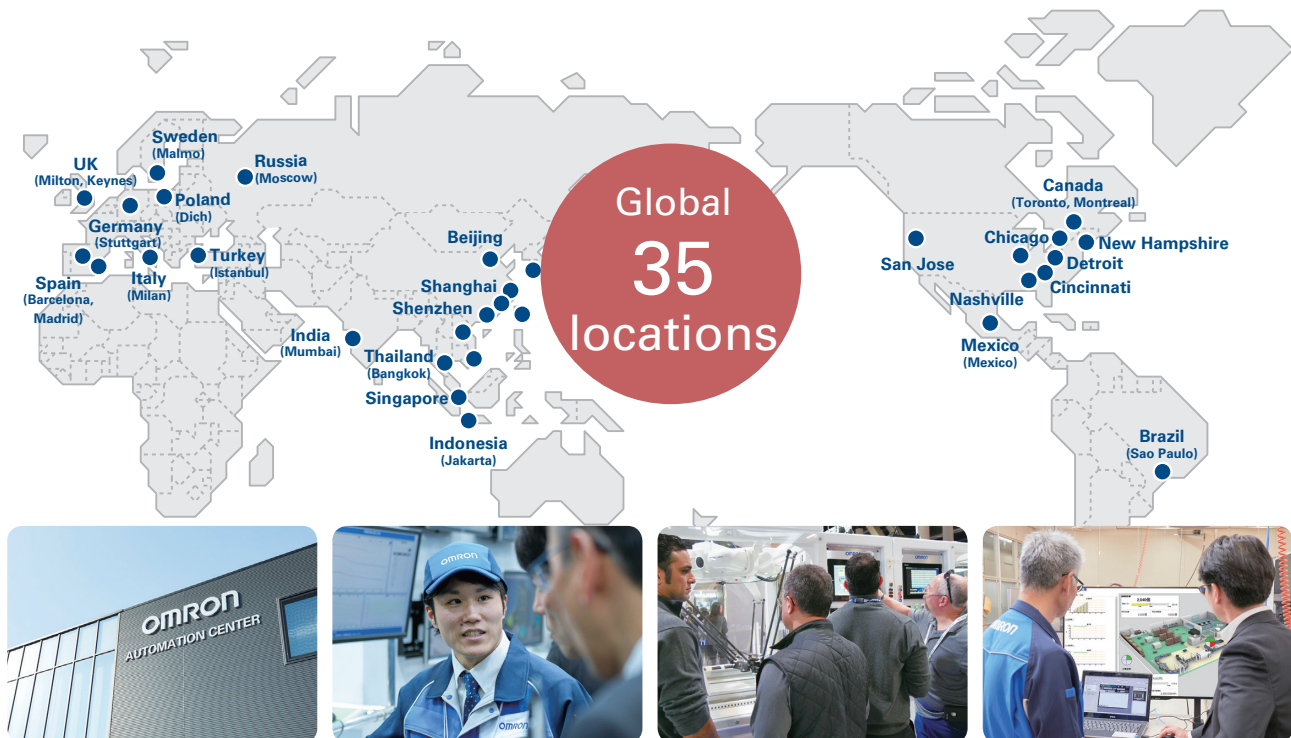 Sweden
(Malmo)
UK
(Milton, Keynes)
Russia
(Moscow)
Poland
(Dich)
Germany
(Stuttgart)
Turkey
(Istanbul)
Spain
(Barcelona,
Madrid)
Italy
(Milan)
Beijing
Shanghai
Shenzhen
India
(Mumbai)
Thailand
(Bangkok)
Singapore
Indonesia
(Jakarta)
Global
35
locations
Canada
(Toronto, Montreal)
Chicago
New Hampshire
San Jose
Detroit
Cincinnati
Nashville
Mexico
(Mexico)
Brazil
(Sao Paulo)
OMRON
AUTOMATION CENTER
OMRON
OMRON
OMRON
OMRON
OMRON